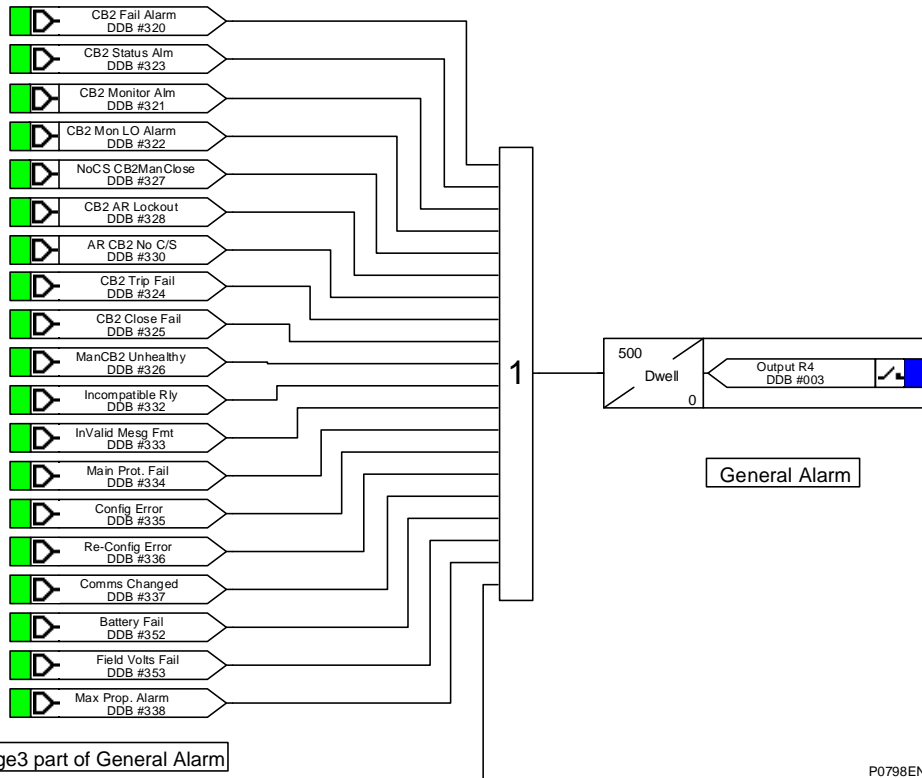 CB2 Fail Alarm
DDB #320
CB2 Status Alm
DDB #323
CB2 Monitor Alm
DDB #321
CB2 Mon LO Alarm
DDB #322
NoCS CB2ManClose
DDB #327
CB2 AR Lockout
DDB #328
AR CB2 No C/S
DDB #330
CB2 Trip Fail
DDB #324
CB2 Close Fail
DDB #325
ManCB2 Unhealthy
DDB #326
Incompatible Rly
DDB #332
InValid Mesg Fmt
DDB #333
Main Prot. Fail
DDB #334
Config Error
DDB #335
Re-Config Error
DDB #336
Comms Changed
DDB #337
Battery Fail
DDB #352
Field Volts Fail
DDB #353
Max Prop. Alarm
DDB #338
1
500
Dwell
0
Output R4
DDB #003
General Alarm
ge3 part of General Alarm
P0798EN